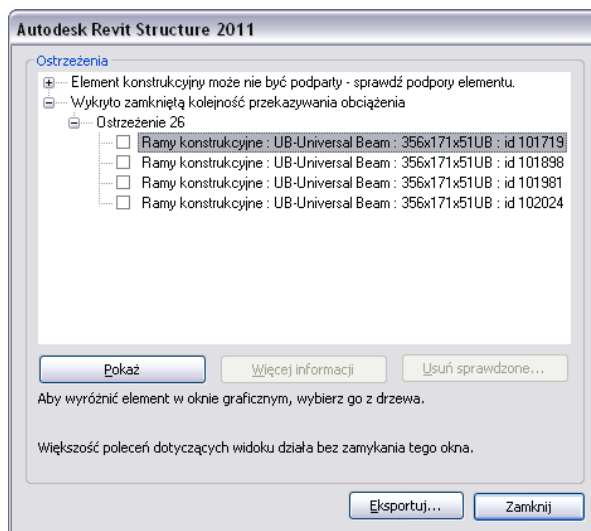 Autodesk Revit Structure 2011
Ostrzeżenia
Element konstrukcyjny może nie być podparty - sprawdź podpory elementu.
Wykryto zamkniętą kolejność przekazywania obciążenia
Ostrzeżenie 26
Ramy konstrukcyjne : UB-Universal Beam : 356x171x51UB : id 101719
Ramy konstrukcyjne : UB-Universal Beam : 356x171x51UB : id 101898
Ramy konstrukcyjne : UB-Universal Beam : 356x171x51UB : id 101981
Ramy konstrukcyjne : UB-Universal Beam : 356x171x51UB : id 102024
Pokaż Więcej informacji Usuń sprawdzone...
Aby wyróżnić element w oknie graficznym, wybierz go z drzewa.
Większość poleceń dotyczących widoku działa bez zamykania tego okna.
Eksportuj... Zamknij